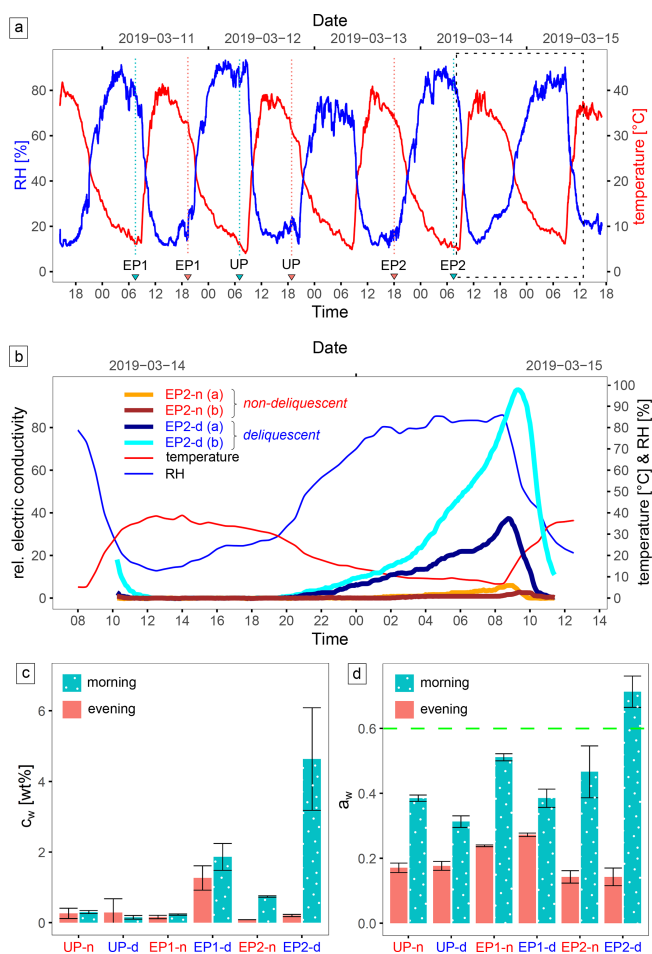 a
Date
2019-03-11 2019-03-12 2019-03-13 2019-03-14 2019-03-15
RH [%]
80
60
40
20
0
temperature [°C]
40
30
20
10
0
EP1 EP1 UP UP EP2 EP2
18 00 06 12 18 00 06 12 18 00 06 12 18 00 06 12 18 00 06 12 18
Time
b
Date
2019-03-14 2019-03-15
rel. electric conductivity
80
60
40
20
0
temperature [°C] & RH [%]
100
90
80
70
60
50
40
30
20
10
0
EP2-n (a)
EP2-n (b)
non-deliquescent
EP2-d (a)
EP2-d (b)
deliquescent
temperature
RH
08 10 12 14 16 18 20 22 00 02 04 06 08 10 12 14
Time
c
morning
evening
cw [wt%]
6
4
2
0
UP-n UP-d EP1-n EP1-d EP2-n EP2-d
d
morning
evening
aw
0.6
0.4
0.2
0.0
UP-n UP-d EP1-n EP1-d EP2-n EP2-d